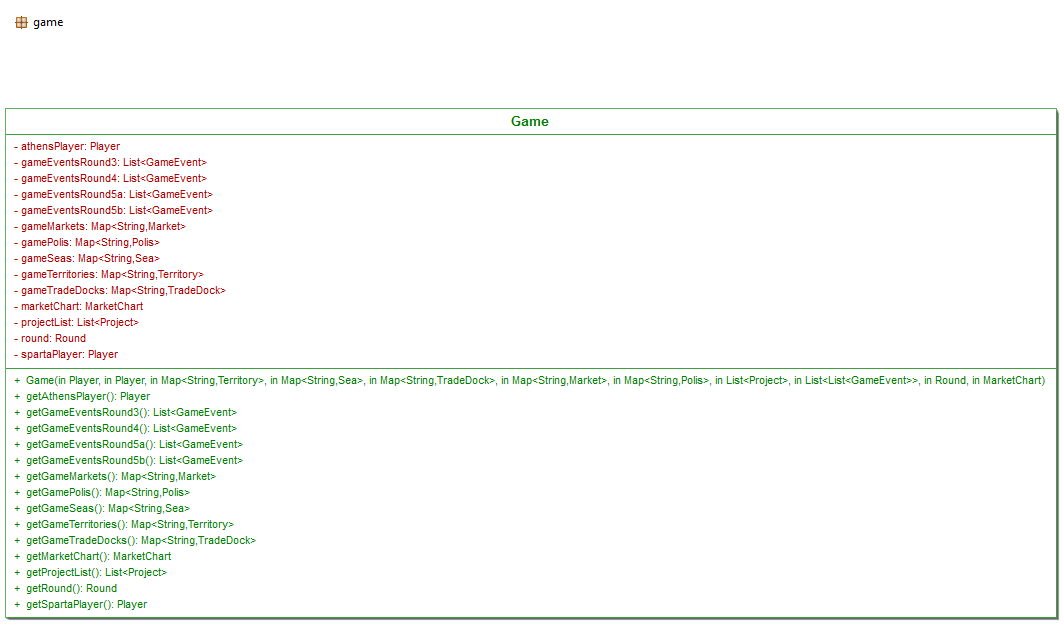 game
Game
- athensPlayer: Player
- gameEventsRound3: List<GameEvent>
- gameEventsRound4: List<GameEvent>
- gameEventsRound5a: List<GameEvent>
- gameEventsRound5b: List<GameEvent>
- gameMarkets: Map<String,Market>
- gamePolis: Map<String,Polis>
- gameSeas: Map<String,Sea>
- gameTerritories: Map<String,Territory>
- gameTradeDocks: Map<String,TradeDock>
- marketChart: MarketChart
- projectList: List<Project>
- round: Round
- spartaPlayer: Player
+ Game(in Player, in Player, in Map<String,Territory>, in Map<String,Sea>, in Map<String,TradeDock>, in Map<String,Market>, in Map<String,Polis>, in List<Project>, in List<List<GameEvent>>, in Round, in MarketChart)
+ getAthensPlayer(): Player
+ getGameEventsRound3(): List<GameEvent>
+ getGameEventsRound4(): List<GameEvent>
+ getGameEventsRound5a(): List<GameEvent>
+ getGameEventsRound5b(): List<GameEvent>
+ getGameMarkets(): Map<String,Market>
+ getGamePolis(): Map<String,Polis>
+ getGameSeas(): Map<String,Sea>
+ getGameTerritories(): Map<String,Territory>
+ getGameTradeDocks(): Map<String,TradeDock>
+ getMarketChart(): MarketChart
+ getProjectList(): List<Project>
+ getRound(): Round
+ getSpartaPlayer(): Player